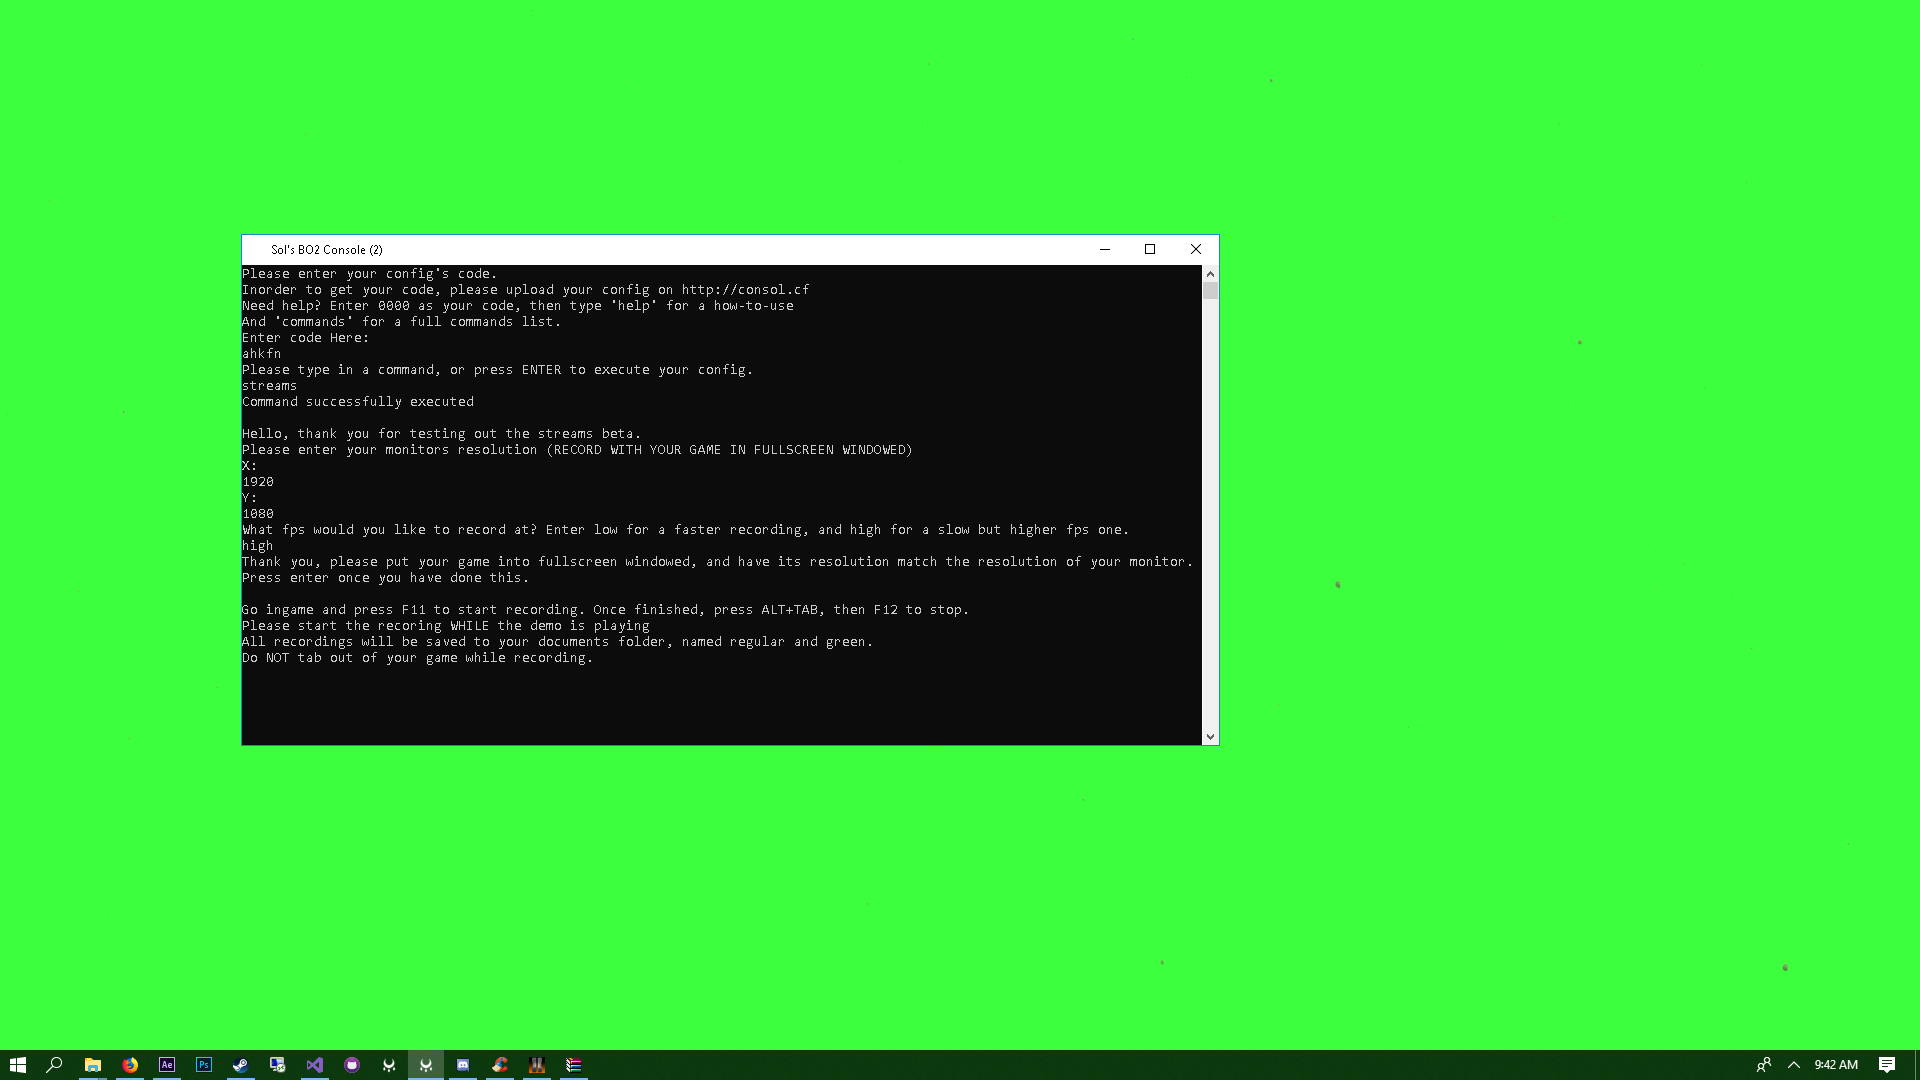 Sol's BO2 Console (2)
Please enter your config's code.
Inorder to get your code, please upload your config on http://consol.cf
Need help? Enter 0000 as your code, then type 'help' for a how-to-use
And 'commands' for a full commands list.
Enter code Here:
ahkfn
Please type in a command, or press ENTER to execute your config.
streams
Command successfully executed
Hello, thank you for testing out the streams beta.
Please enter your monitors resolution (RECORD WITH YOUR GAME IN FULLSCREEN WINDOWED)
X:
1920
Y:
1080
What fps would you like to record at? Enter low for a faster recording, and high for a slow but higher fps one.
high
Thank you, please put your game into fullscreen windowed, and have its resolution match the resolution of your monitor.
Press enter once you have done this.
Go ingame and press F11 to start recording. Once finished, press ALT+TAB, then F12 to stop.
Please start the recoring WHILE the demo is playing
All recordings will be saved to your documents folder, named regular and green.
Do NOT tab out of your game while recording.
Ae
Ps
9:42 AM